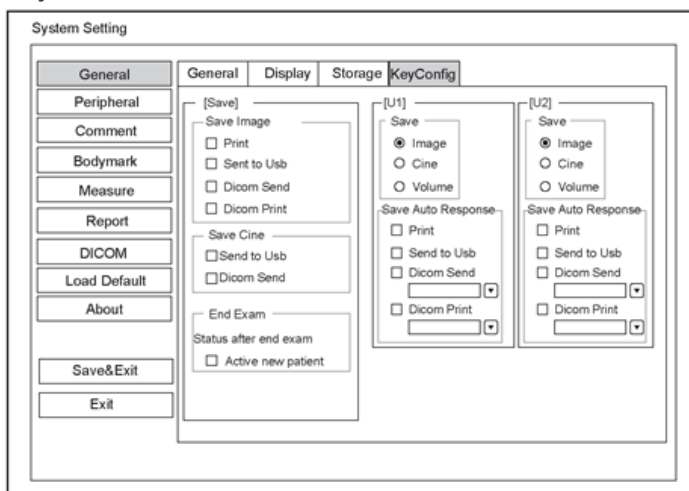 System Setting
General
Peripheral
Comment
Bodymark
Measure
Report
DICOM
Load Default
About
Save&Exit
Exit
General Display Storage KeyConfig
[Save]
Save Image
Print
Sent to Usb
Dicom Send
Dicom Print
Save Cine
Send to Usb
Dicom Send
End Exam
Status after end exam
Active new patient
[U1]
Save
Image
Cine
Volume
Save Auto Response
Print
Send to Usb
Dicom Send
Dicom Print
[U2]
Save
Image
Cine
Volume
Save Auto Response
Print
Send to Usb
Dicom Send
Dicom Print